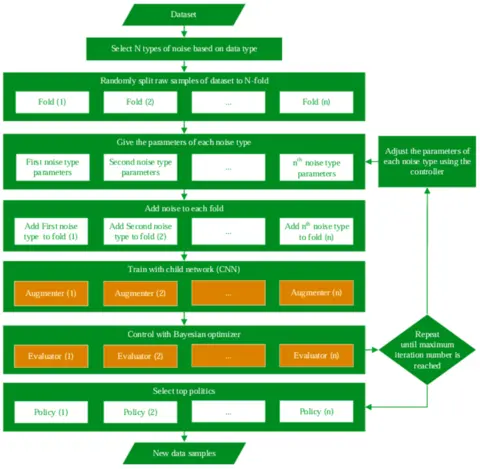 Dataset
Select N types of noise based on data type
Randomly split raw samples of dataset to N-fold
Fold (1)
Fold (2)
...
Fold (n)
Give the parameters of each noise type
First noise type
parameters
Second noise type
parameters
...
nth noise type
parameters
Adjust the parameters of
each noise type using the
controller
Add noise to each fold
Add First noise
type to fold (1)
Add Second noise
type to fold (2)
...
Add nth noise type
to fold (n)
Train with child network (CNN)
Augmenter (1)
Augmenter (2)
...
Augmenter (n)
Control with Bayesian optimizer
Evaluator (1)
Evaluator (2)
...
Evaluator (n)
Repeat
until maximum
iteration number is
reached
Select top politics
Policy (1)
Policy (2)
...
Policy (n)
New data samples